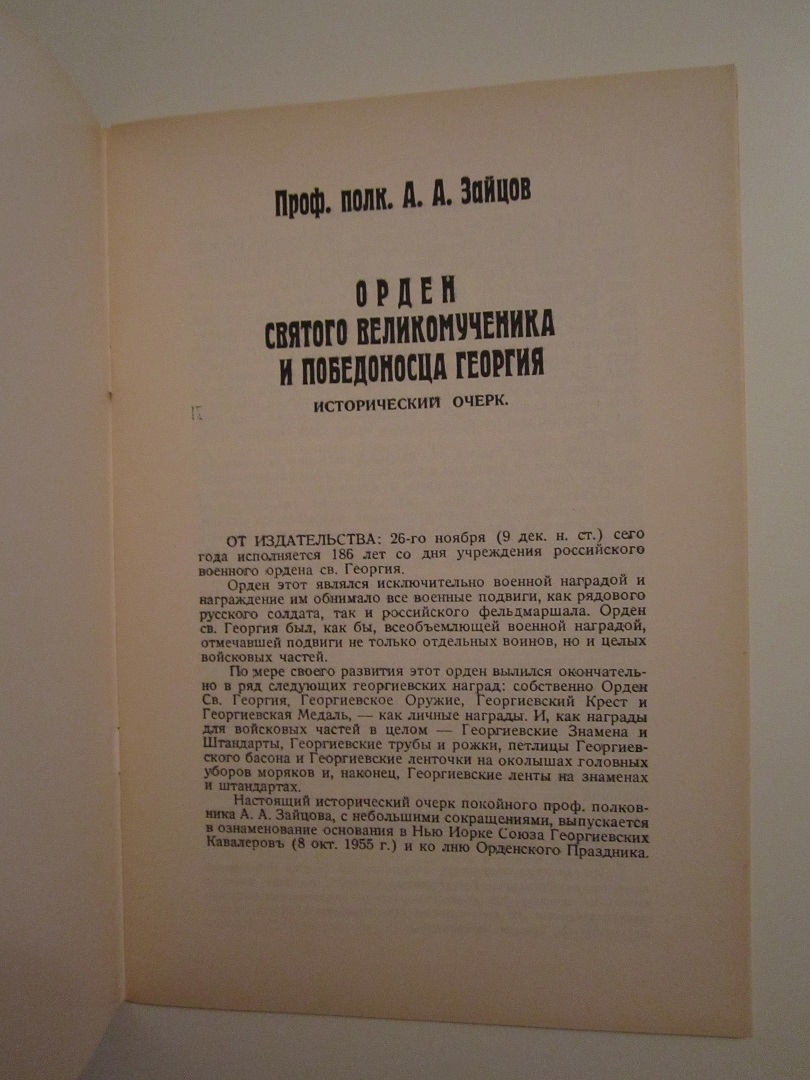 Проф. полк. А. А. Зайцов
ОРДЕН
СВЯТОГО ВЕЛИКОМУЧЕНИКА
И ПОБЕДОНОСЦА ГЕОРГИЯ
ИСТОРИЧЕСКИЙ ОЧЕРК.
ОТ ИЗДАТЕЛЬСТВА: 26-го ноября (9 дек. н. ст.) сего
года исполняется 186 лет со дня учреждения российского
военного ордена св. Георгия.
Орден этот являлся исключительно военной наградой и
награждение им обнимало все военные подвиги, как рядового
русского солдата, так и российского фельдмаршала. Орден
св. Георгия был, как бы, всеобъемлющей военной наградой,
отмечавшей подвиги не только отдельных воинов, но и целых
войсковых частей.
По мере своего развития этот орден вылился окончатель-
но в ряд следующих георгиевских наград: собственно Орден
Св. Георгия, Георгиевское Оружие, Георгиевский Крест и
Георгиевская Медаль, — как личные награды. И, как награды
для войсковых частей в целом — Георгиевские Знамена и
Штандарты, Георгиевские трубы и рожки, петлицы Георгиев-
ского басона и Георгиевские ленточки на околышах головных
уборов моряков и, наконец, Георгиевские ленты на знаменах
и штандартах.
Настоящий исторический очерк покойного проф. полков-
ника А. А. Зайцова, с небольшими сокращениями, выпускается
в ознаменование основания в Нью Иорке Союза Георгиевских
Кавалеровъ (8 окт. 1955 г.) и ко лню Орденского Праздника.